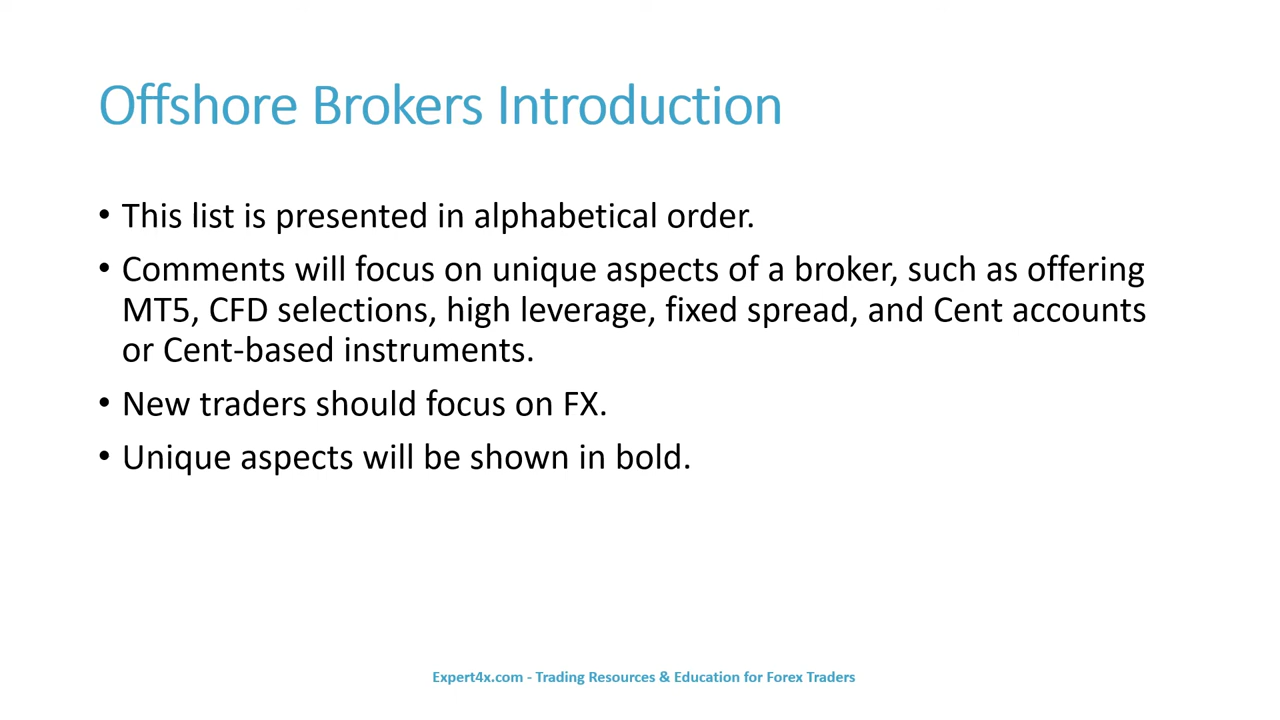 Offshore Brokers Introduction
• This list is presented in alphabetical order.
• Comments will focus on unique aspects of a broker, such as offering
MT5, CFD selections, high leverage, fixed spread, and Cent accounts
or Cent-based instruments.
• New traders should focus on FX.
• Unique aspects will be shown in bold.
Expert4x.com - Trading Resources & Education for Forex Traders